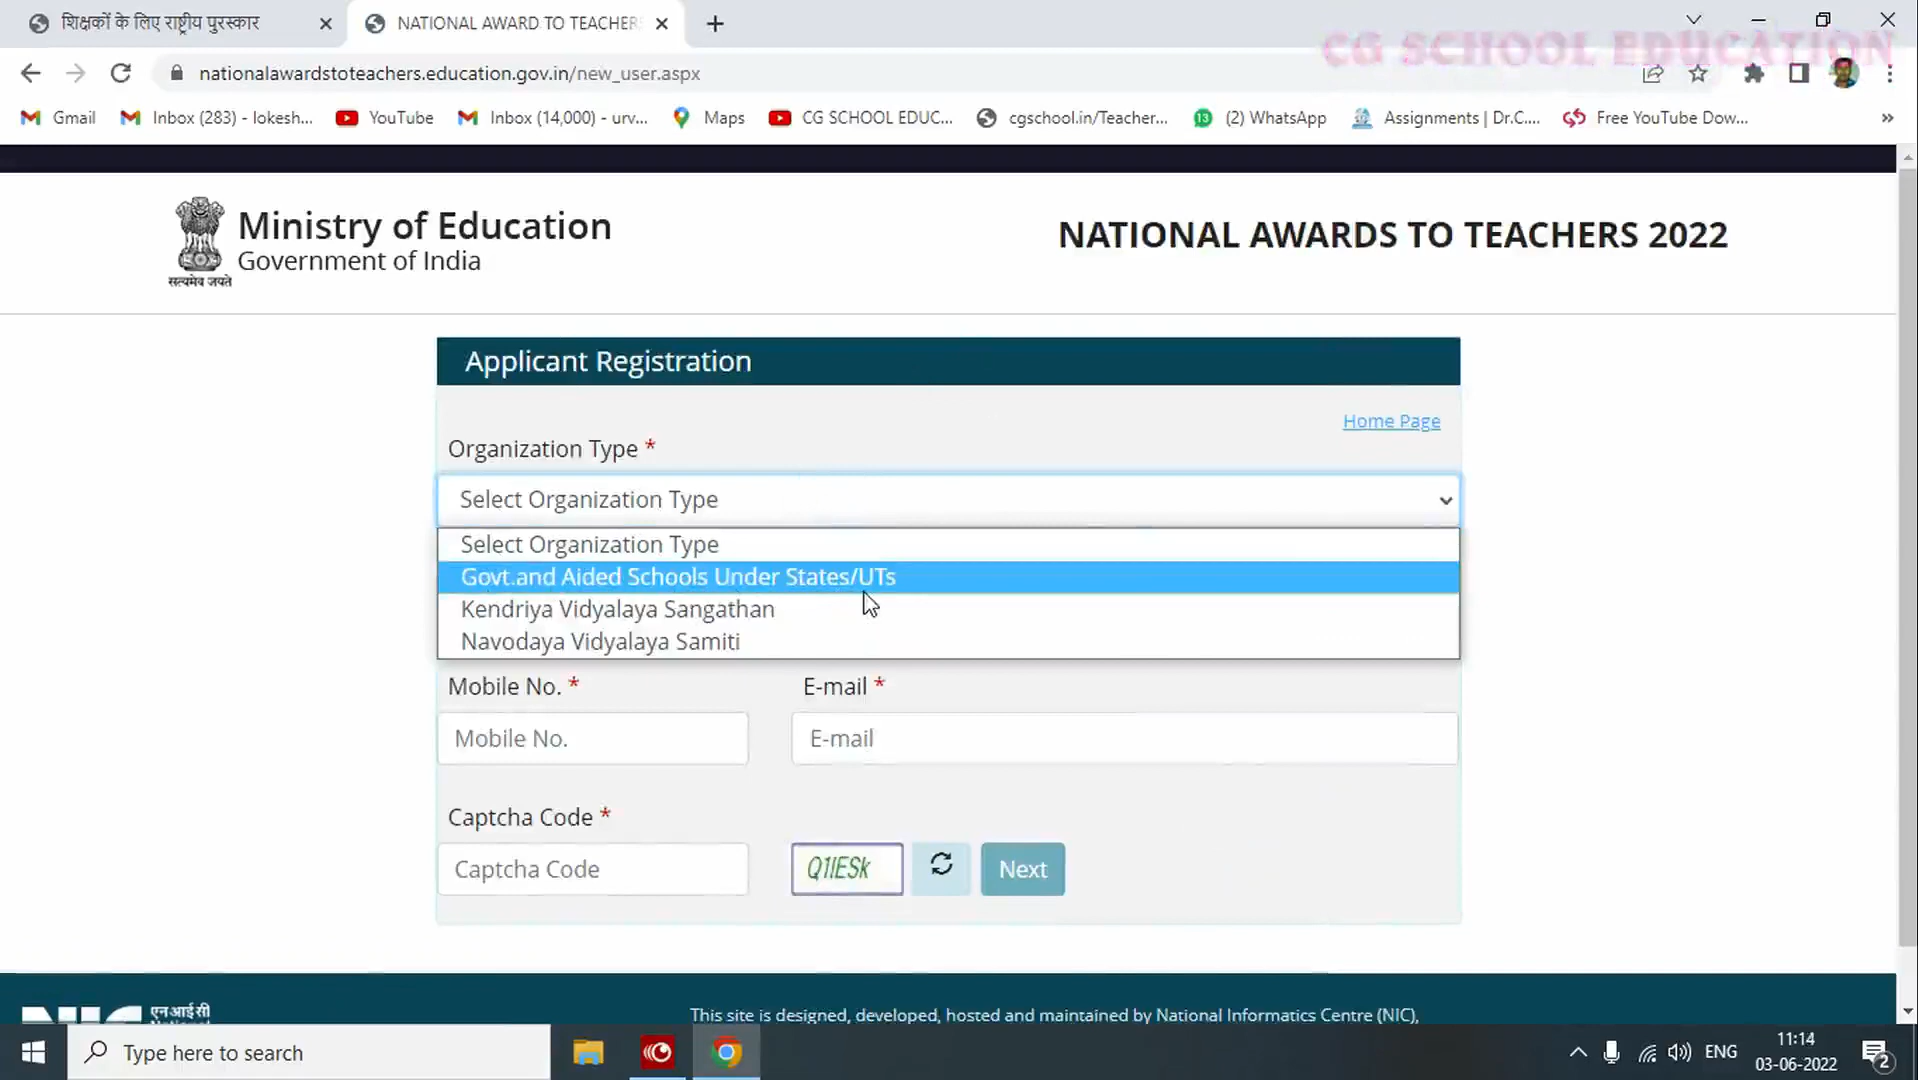 शिक्षकों के लिए राष्ट्रीय पुरस्कार
NATIONAL AWARD TO TEACHERS
CG SCHOOL EDUCATION
nationalawardstoteachers.education.gov.in/new_user.aspx
Gmail
Inbox (283) - lokesh...
YouTube
Inbox (14,000) - urv...
Maps
CG SCHOOL EDUC...
cgschool.in/Teacher...
13
(2) WhatsApp
Assignments | Dr.C....
Free YouTube Dow...
»
Ministry of Education
Government of India
सत्यमेव जयते
NATIONAL AWARDS TO TEACHERS 2022
Applicant Registration
Home Page
Organization Type *
Select Organization Type
Select Organization Type
Govt.and Aided Schools Under States/UTs
Kendriya Vidyalaya Sangathan
Navodaya Vidyalaya Samiti
Mobile No. *
E-mail *
Mobile No.
E-mail
Captcha Code *
Captcha Code
Q1IESk
Next
एनआईसी
This site is designed, developed, hosted and maintained by National Informatics Centre (NIC),
Type here to search
ENG
11:14
03-06-2022
2